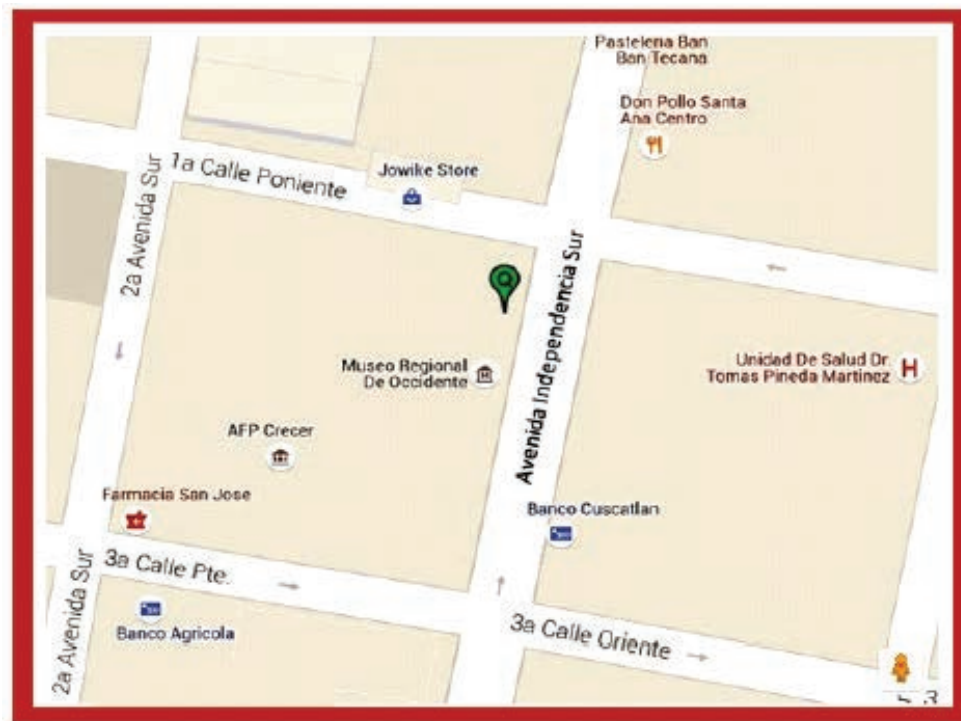 Pasteleria Ban
Ban Tecana
Don Pollo Santa
Ana Centro
1a Calle Poniente
Jowike Store
2a Avenida Sur
Avenida Independencia Sur
Museo Regional
De Occidente
Unidad De Salud Dr.
Tomas Pineda Martinez
H
AFP Crecer
Farmacia San Jose
Banco Cuscatlan
3a Calle Pte.
2a Avenida Sur
Banco Agricola
3a Calle Oriente